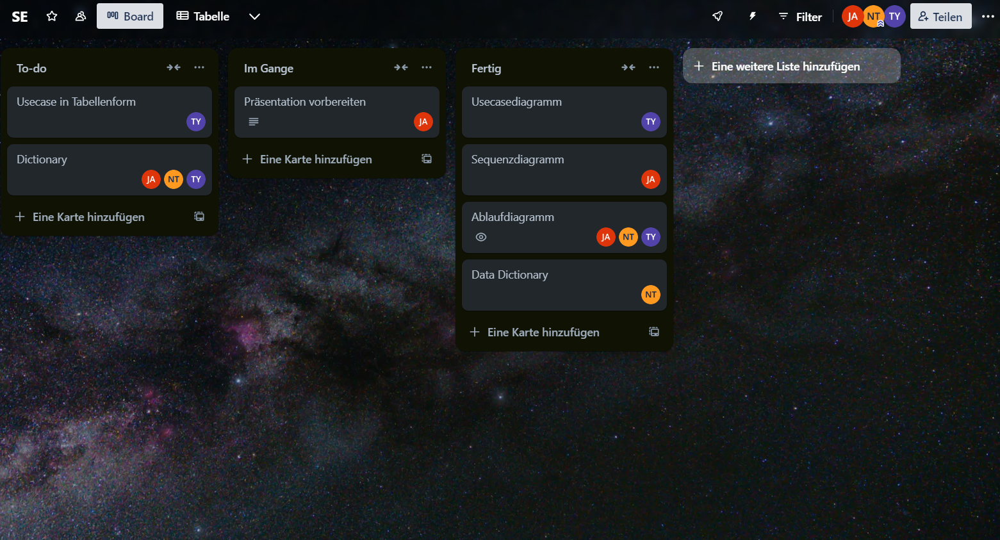 SE
Board
Tabelle
Filter
JA
NT
TY
Teilen
To-do
Usecase in Tabellenform
TY
Dictionary
JA NT TY
Eine Karte hinzufügen
Im Gange
Präsentation vorbereiten
JA
Eine Karte hinzufügen
Fertig
Usecasediagramm
TY
Sequenzdiagramm
JA
Ablaufdiagramm
JA NT TY
Data Dictionary
NT
Eine Karte hinzufügen
Eine weitere Liste hinzufügen